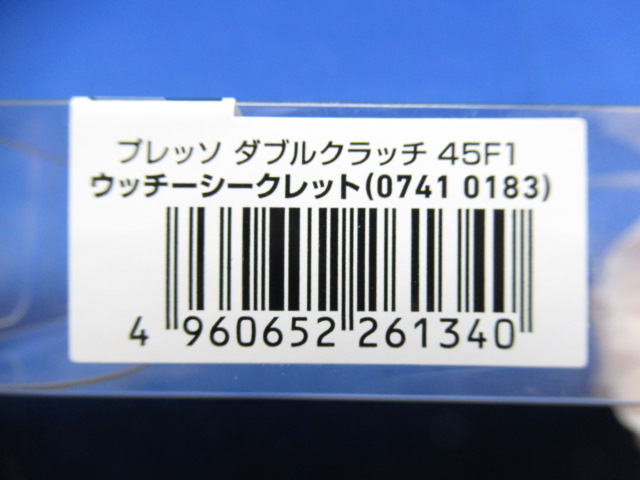 プレッソ ダブルクラッチ 45F1
ウッチーシークレット(0741 0183)
4 960652 261340